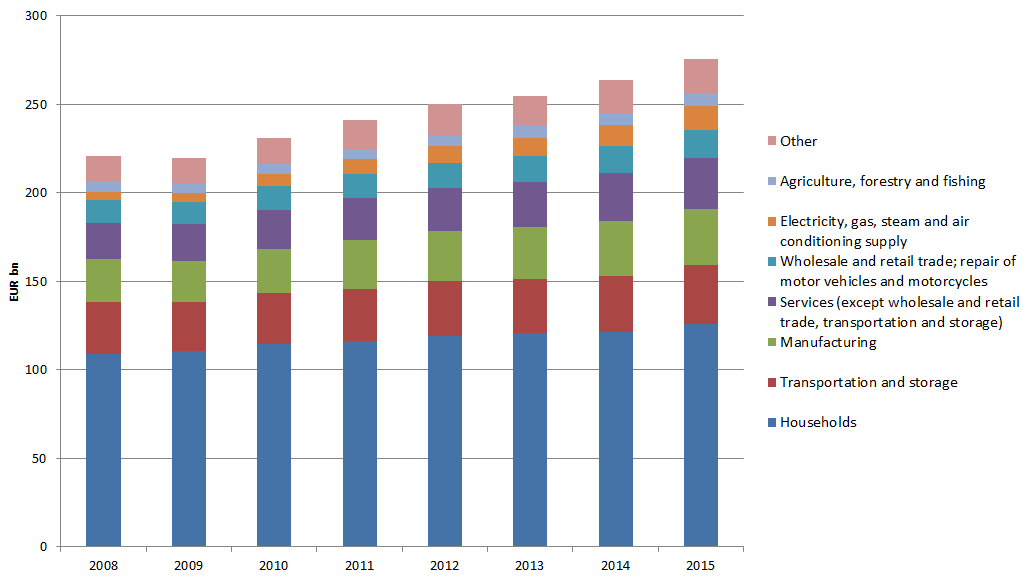 300
250
200
150
100
50
0
EUR bn
2008 2009 2010 2011 2012 2013 2014 2015
Other
Agriculture, forestry and fishing
Electricity, gas, steam and air
conditioning supply
Wholesale and retail trade; repair of
motor vehicles and motorcycles
Services (except wholesale and retail
trade, transportation and storage)
Manufacturing
Transportation and storage
Households